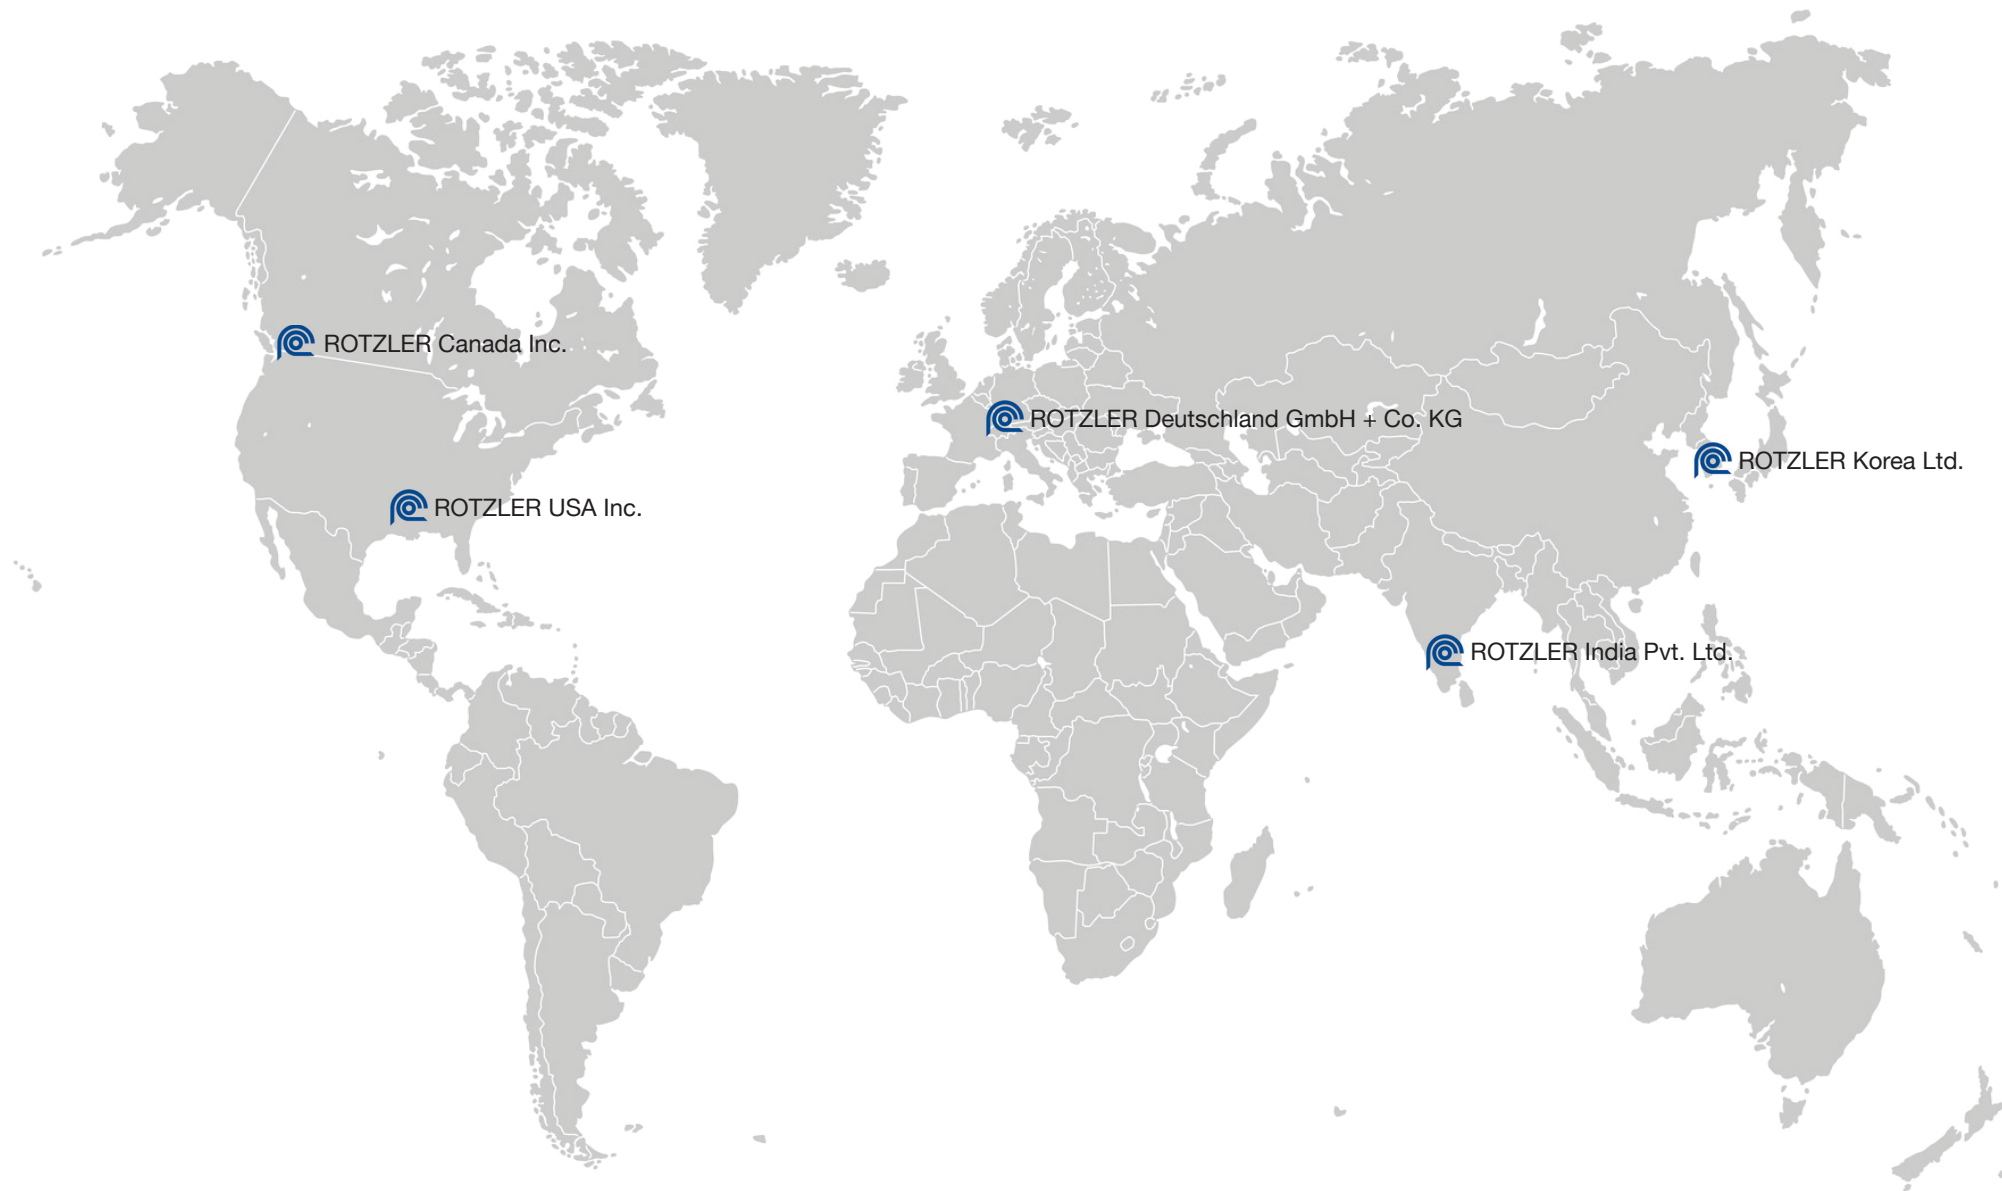 ROTZLER Canada Inc.
ROTZLER Deutschland GmbH + Co. KG
ROTZLER Korea Ltd.
ROTZLER USA Inc.
ROTZLER India Pvt. Ltd.